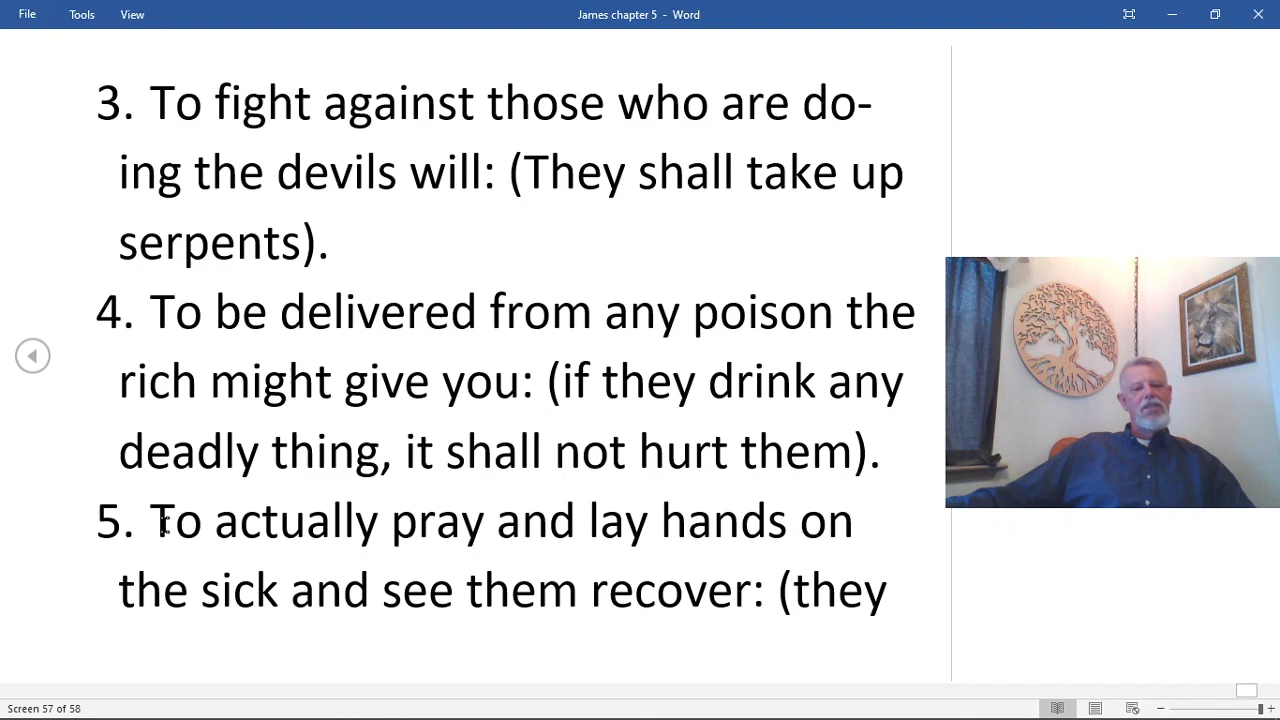 File Tools View James chapter 5 - Word
3. To fight against those who are do-
ing the devils will: (They shall take up
serpents).
4. To be delivered from any poison the
rich might give you: (if they drink any
deadly thing, it shall not hurt them).
5. To actually pray and lay hands on
the sick and see them recover: (they
Screen 57 of 58